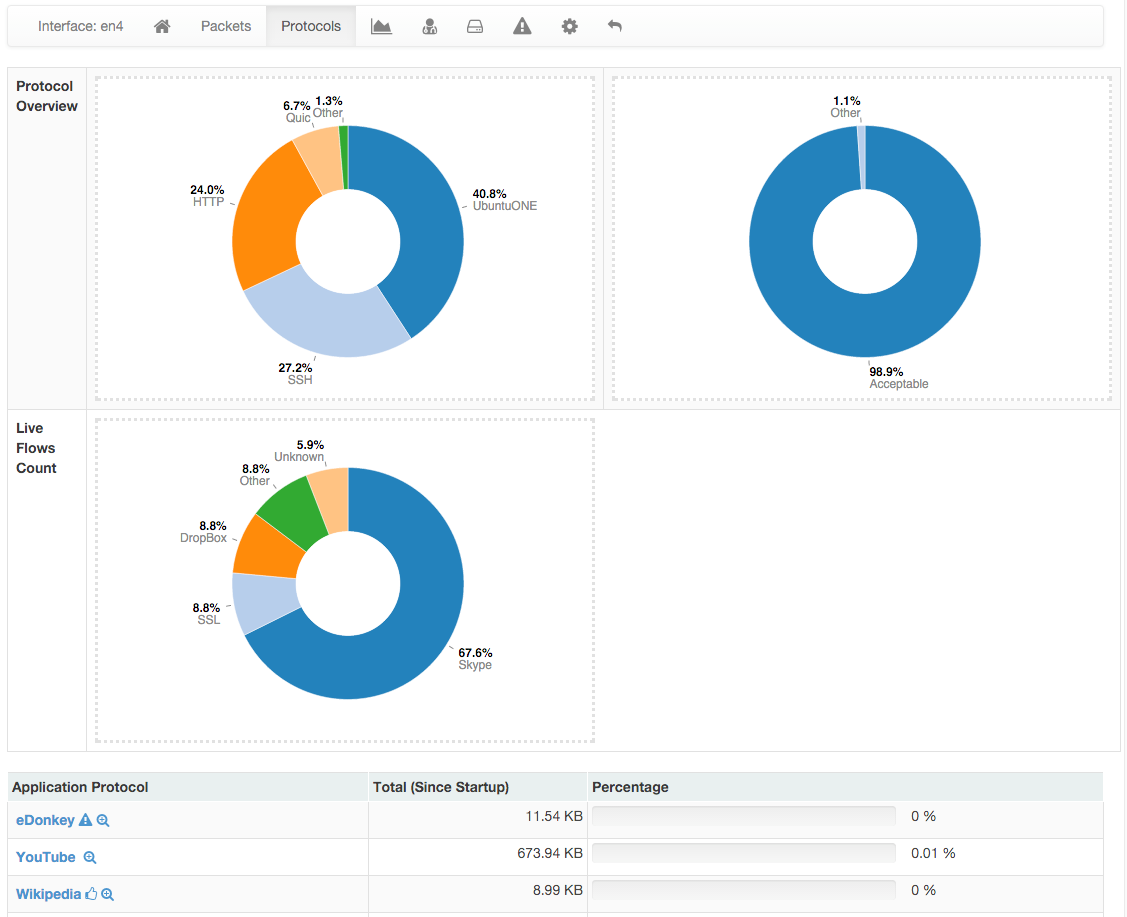 Interface: en4 Packets Protocols
Protocol
Overview
6.7%
Quic
1.3%
Other
24.0%
HTTP
40.8%
UbuntuONE
27.2%
SSH
1.1%
Other
98.9%
Acceptable
Live
Flows
Count
5.9%
Unknown
8.8%
Other
8.8%
DropBox
8.8%
SSL
67.6%
Skype
Application Protocol Total (Since Startup) Percentage
eDonkey 11.54 KB 0 %
YouTube 673.94 KB 0.01 %
Wikipedia 8.99 KB 0 %